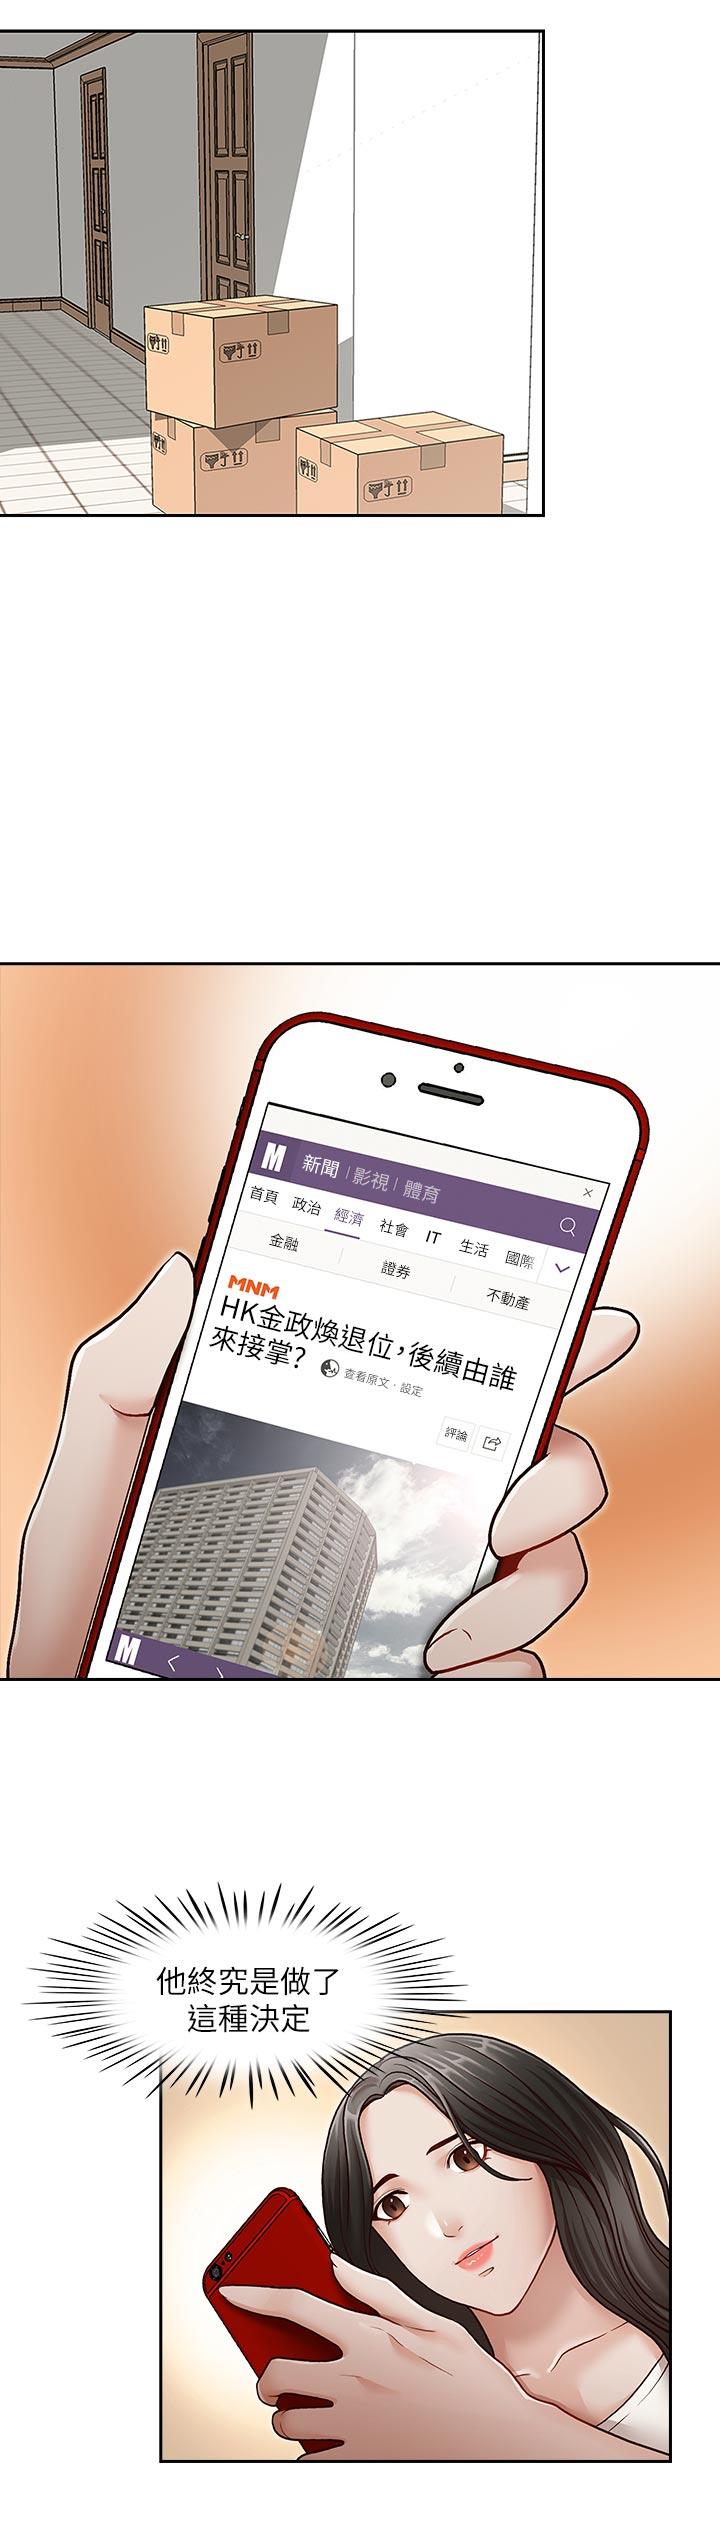 M 新聞 | 影視 | 體育
首頁 政治 經濟 社會 IT 生活 國際
金融 證券 不動產
MNM
HK金政煥退位，後續由誰
來接掌?
查看原文·設定
評論
M
他終究是做了
這種決定